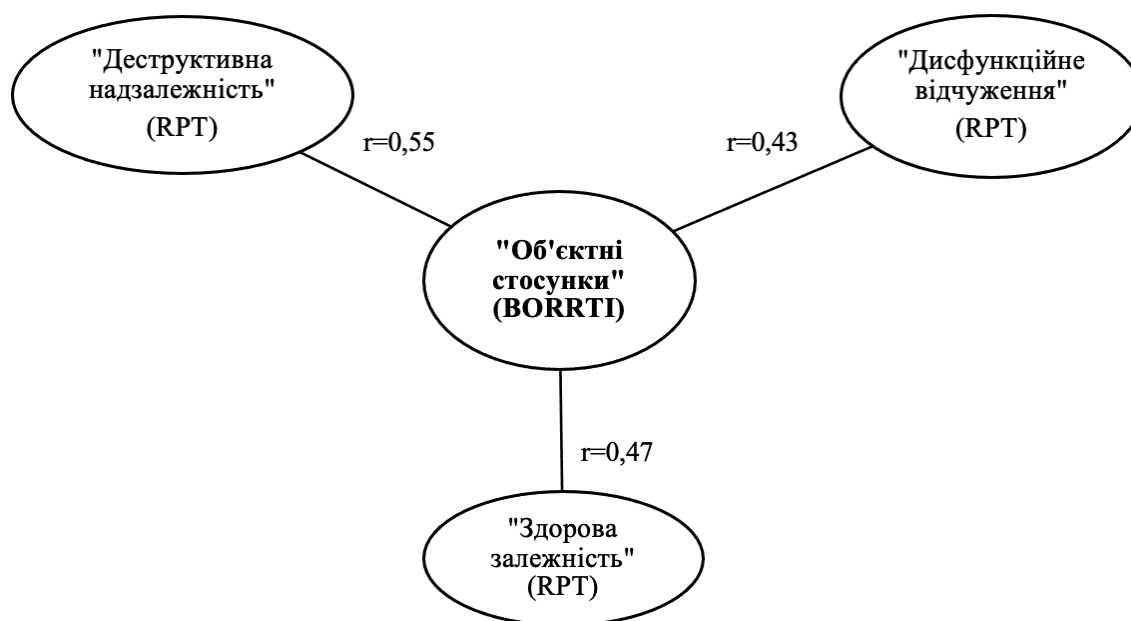 "Деструктивна
надзалежність"
(RPT)
"Дисфункційне
відчуження"
(RPT)
r=0,55
r=0,43
"Об'єктні
стосунки"
(BORRTI)
r=0,47
"Здорова
залежність"
(RPT)